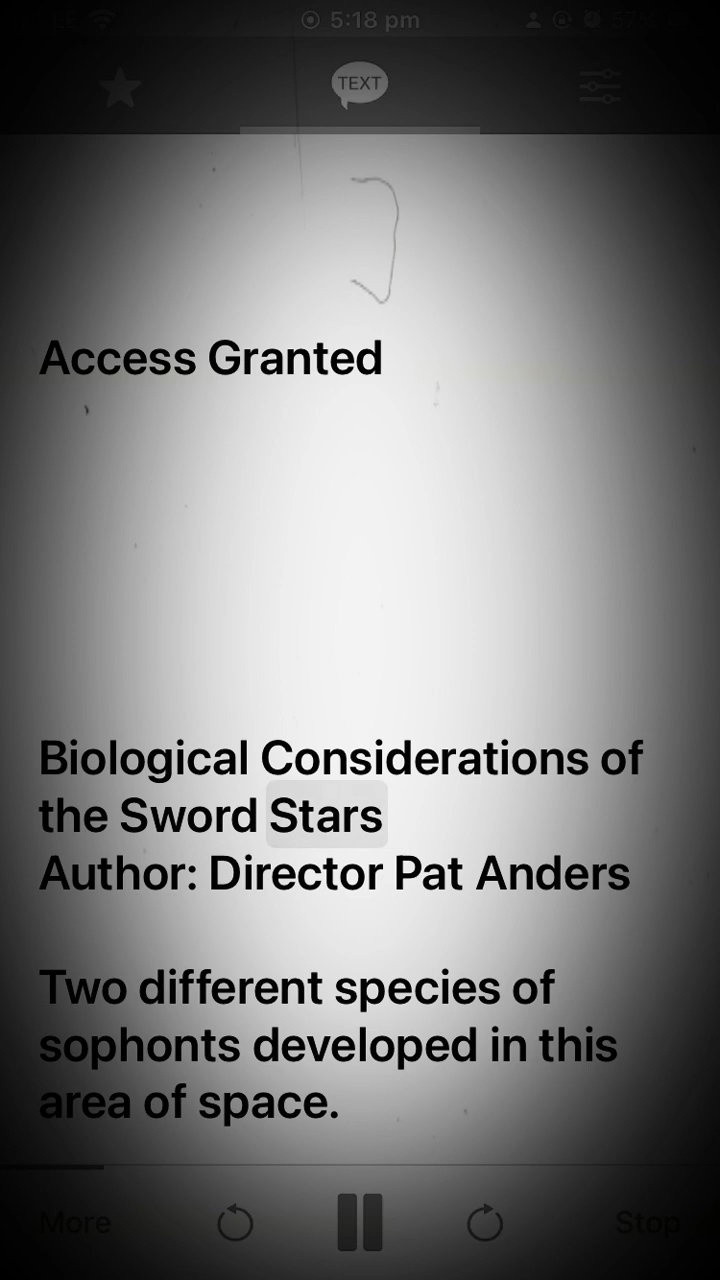 5:18 pm
57%
TEXT
Access Granted
Biological Considerations of
the Sword Stars
Author: Director Pat Anders
Two different species of
sophonts developed in this
area of space.
More
Stop